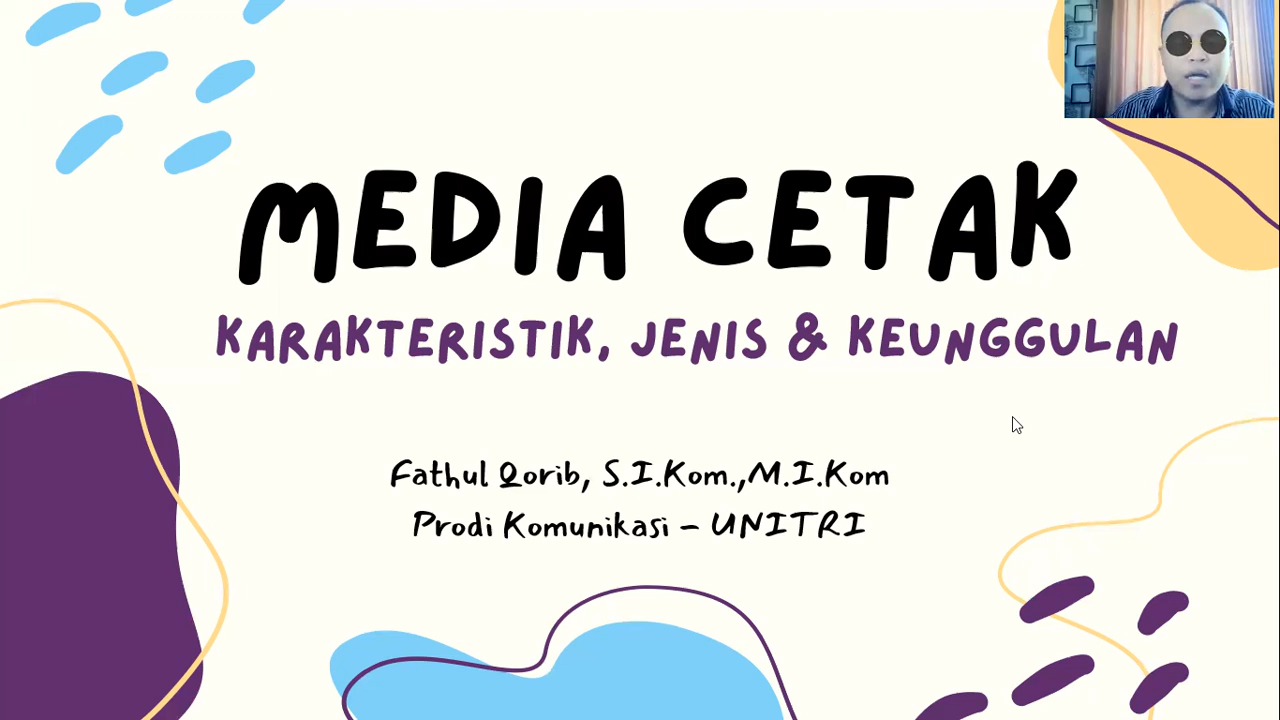 MEDIA CETAK
KARAKTERISTIK, JENIS & KEUNGGULAN
Fathul Qorib, S.I.Kom.,M.I.Kom
Prodi Komunikasi – UNITRI